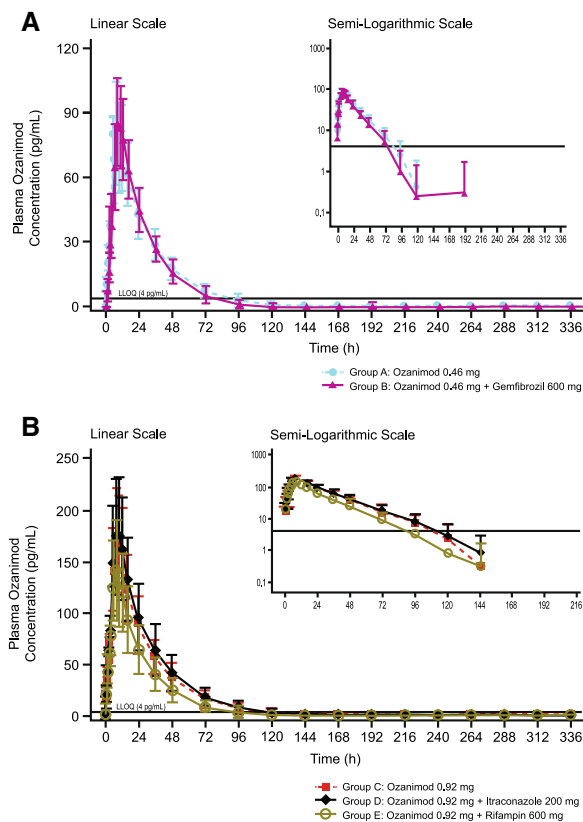 A
Linear Scale
Semi-Logarithmic Scale
Plasma Ozanimod
Concentration (pg/mL)
120
90
60
30
0
1000
100
10
1
0,1
0 24 48 72 96 120 144 168 192 216 240 264 288 312 336
LLOQ (4 pg/mL)
0 24 48 72 96 120 144 168 192 216 240 264 288 312 336
Time (h)
Group A: Ozanimod 0.46 mg
Group B: Ozanimod 0.46 mg + Gemfibrozil 600 mg
B
Linear Scale
Semi-Logarithmic Scale
Plasma Ozanimod
Concentration (pg/mL)
250
200
150
100
50
0
1000
100
10
1
0,1
0 24 48 72 96 120 144 168 192 216
LLOQ (4 pg/mL)
0 24 48 72 96 120 144 168 192 216 240 264 288 312 336
Time (h)
Group C: Ozanimod 0.92 mg
Group D: Ozanimod 0.92 mg + Itraconazole 200 mg
Group E: Ozanimod 0.92 mg + Rifampin 600 mg